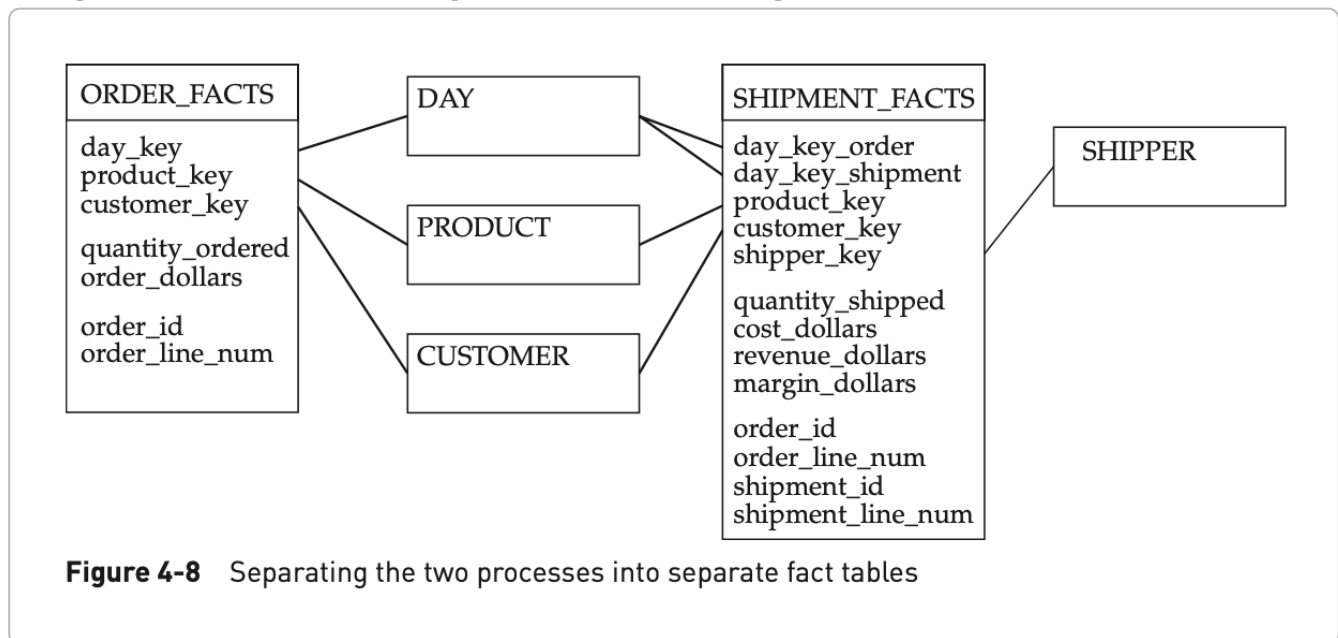 ORDER_FACTS
day_key
product_key
customer_key
quantity_ordered
order_dollars
order_id
order_line_num
DAY
PRODUCT
CUSTOMER
SHIPMENT_FACTS
day_key_order
day_key_shipment
product_key
customer_key
shipper_key
quantity_shipped
cost_dollars
revenue_dollars
margin_dollars
order_id
order_line_num
shipment_id
shipment_line_num
SHIPPER
Figure 4-8 Separating the two processes into separate fact tables